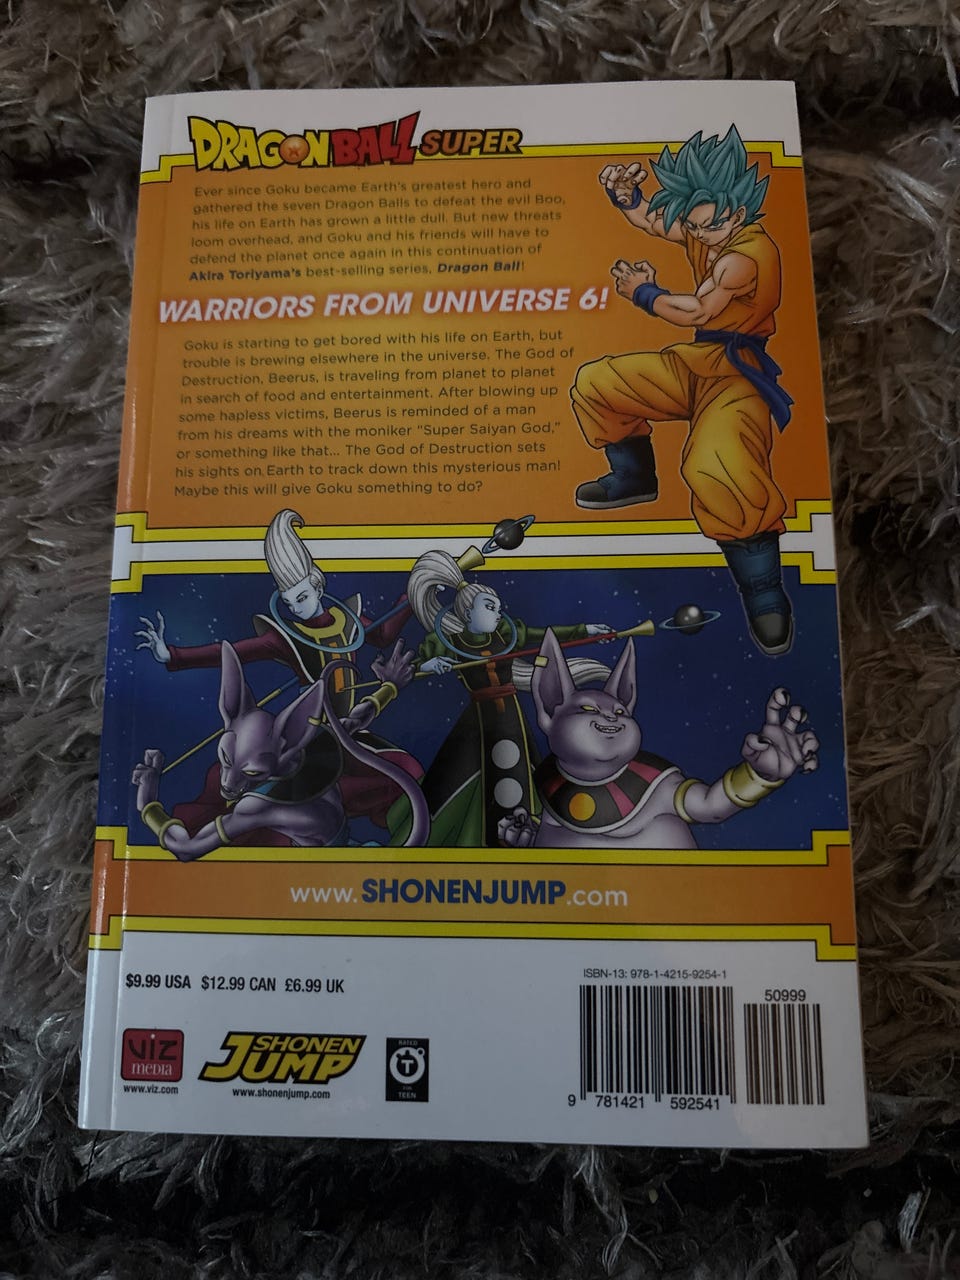 DRAGON BALL SUPER
Ever since Goku became Earth's greatest hero and
gathered the seven Dragon Balls to defeat the evil Boo,
his life on Earth has grown a little dull. But new threats
loom overhead, and Goku and his friends will have to
defend the planet once again in this continuation of
Akira Toriyama's best-selling series, Dragon Ball!
WARRIORS FROM UNIVERSE 6!
Goku is starting to get bored with his life on Earth, but
trouble is brewing elsewhere in the universe. The God of
Destruction, Beerus, is traveling from planet to planet
in search of food and entertainment. After blowing up
some hapless victims, Beerus is reminded of a man
from his dreams with the moniker "Super Saiyan God,"
or something like that... The God of Destruction sets
his sights on Earth to track down this mysterious man!
Maybe this will give Goku something to do?
www.SHONENJUMP.com
$9.99 USA $12.99 CAN £6.99 UK
ISBN-13: 978-1-4215-9254-1
50999
9 781421 592541
VIZ
MEDIA
www.viz.com
SHONEN
JUMP
www.shonenjump.com
RATED
T
FOR
TEEN